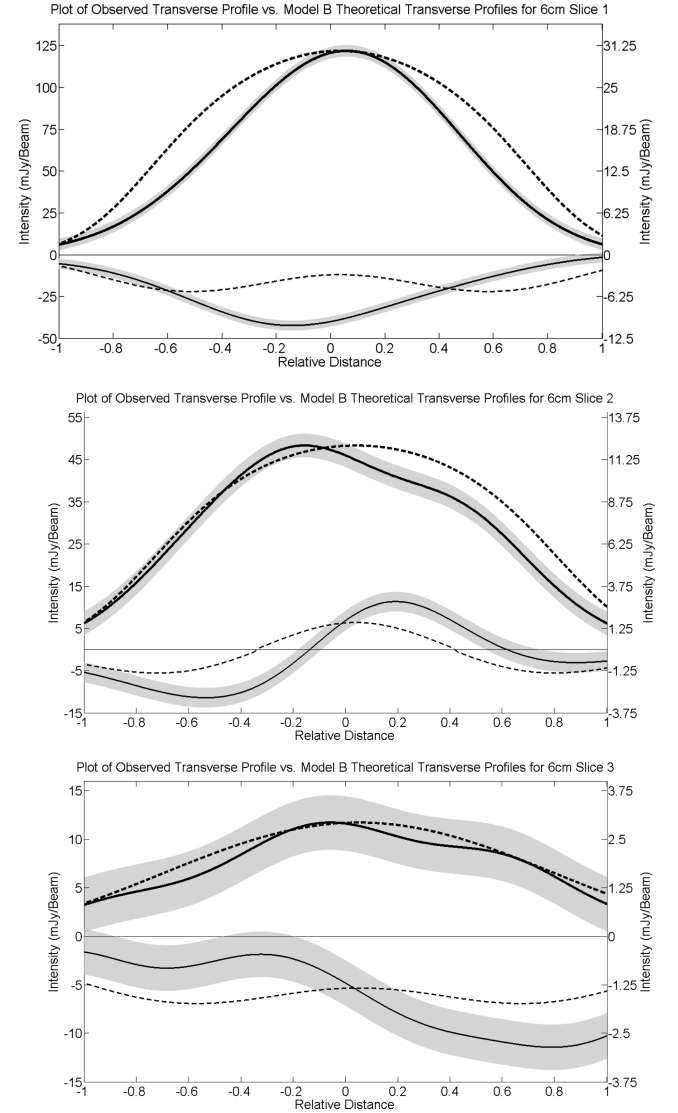 Plot of Observed Transverse Profile vs. Model B Theoretical Transverse Profiles for 6cm Slice 1
125 31.25
100 25
75 18.75
50 12.5
25 6.25
0 0
-25 -6.25
-50 -12.5
Intensity (mJy/Beam)
Intensity (mJy/Beam)
-1 -0.8 -0.6 -0.4 -0.2 0 0.2 0.4 0.6 0.8 1
Relative Distance
Plot of Observed Transverse Profile vs. Model B Theoretical Transverse Profiles for 6cm Slice 2
55 13.75
45 11.25
35 8.75
25 6.25
15 3.75
5 1.25
-5 -1.25
-15 -3.75
Intensity (mJy/Beam)
Intensity (mJy/Beam)
-1 -0.8 -0.6 -0.4 -0.2 0 0.2 0.4 0.6 0.8 1
Relative Distance
Plot of Observed Transverse Profile vs. Model B Theoretical Transverse Profiles for 6cm Slice 3
15 3.75
10 2.5
5 1.25
0 0
-5 -1.25
-10 -2.5
-15 -3.75
Intensity (mJy/Beam)
Intensity (mJy/Beam)
-1 -0.8 -0.6 -0.4 -0.2 0 0.2 0.4 0.6 0.8 1
Relative Distance